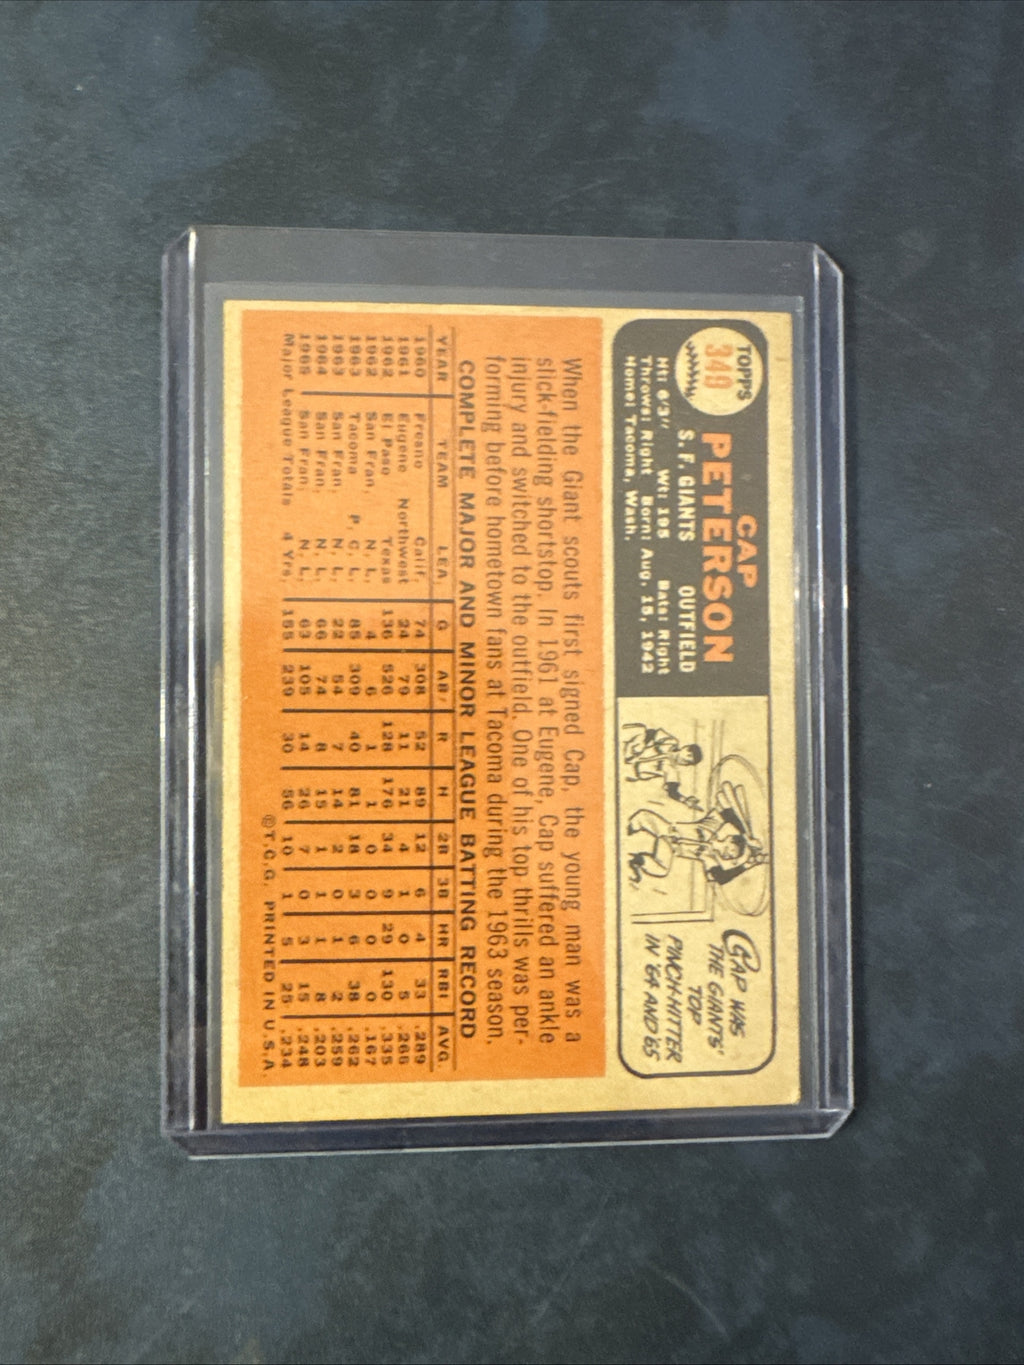 TOPPS
340
CAP
PETERSON
S. F. GIANTS OUTFIELD
Ht: 6'3" Wt: 195 Bats: Right
Throws: Right Born: Aug. 15, 1942
Home: Tacoma, Wash.
CAP WAS
THE GIANTS'
TOP
PINCH-HITTER
IN '64 AND '65.
When the Giant scouts first signed Cap, the young man was a
slick-fielding shortstop. In 1961 at Eugene, Cap suffered an ankle
injury and switched to the outfield. One of his top thrills was per-
forming before hometown fans at Tacoma during the 1963 season.
COMPLETE MAJOR AND MINOR LEAGUE BATTING RECORD
YEAR TEAM LEA. G AB R H 2B 3B HR RBI AVG.
1960 Fresno Calif. 74 308 52 89 12 6 4 33 .289
1961 Eugene Northwest 24 79 11 21 4 1 0 5 .266
1962 El Paso Texas 136 526 128 176 34 9 29 130 .335
1962 San Fran. N. L. 4 6 1 1 0 0 0 0 .167
1963 Tacoma P. C. L. 85 309 40 81 18 3 6 38 .262
1963 San Fran. N. L. 22 54 7 14 2 0 1 2 .259
1964 San Fran. N. L. 66 74 8 15 1 1 1 8 .203
1965 San Fran. N. L. 63 105 14 26 7 0 3 15 .248
Major League Totals 4 Yrs. 155 239 30 56 10 1 5 25 .234
©T.C.G. PRINTED IN U.S.A.